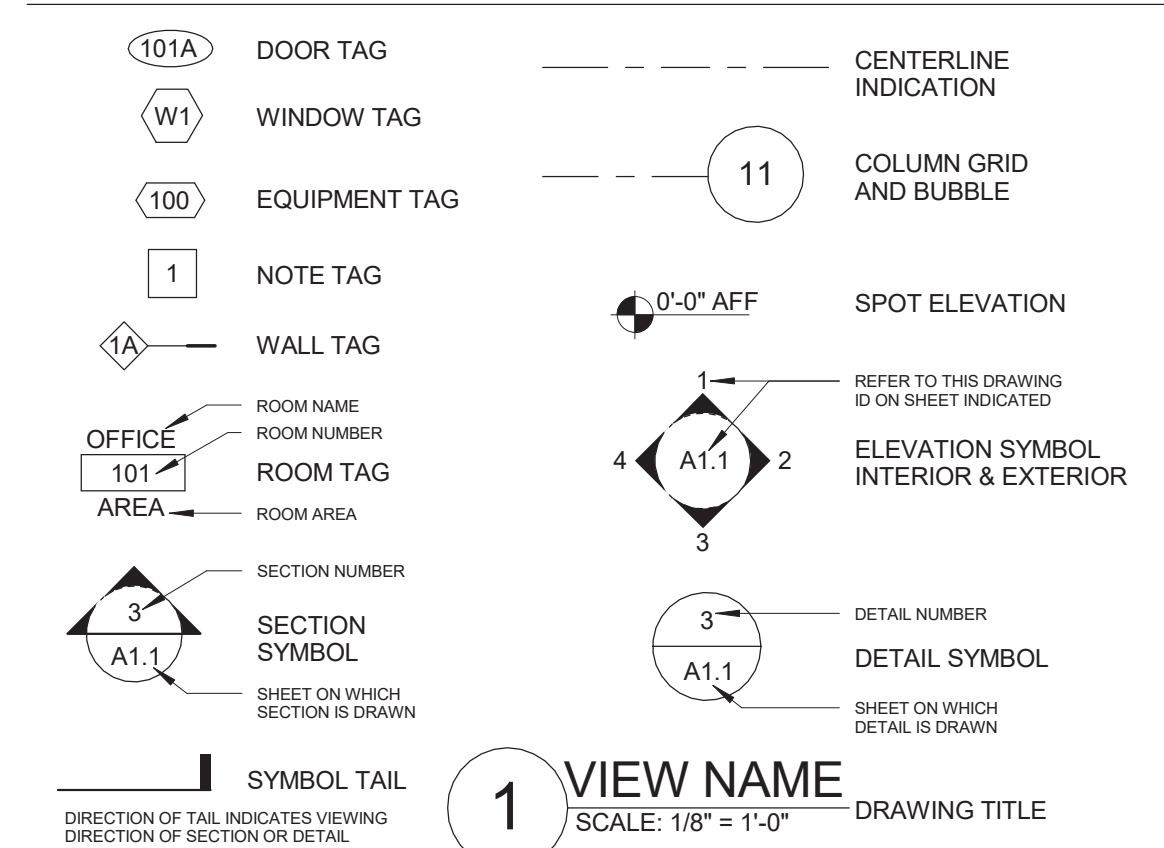 101A
DOOR TAG
W1
WINDOW TAG
100
EQUIPMENT TAG
1
NOTE TAG
1A
WALL TAG
ROOM NAME
OFFICE
ROOM NUMBER
101
ROOM TAG
AREA
ROOM AREA
SECTION NUMBER
3
SECTION
SYMBOL
A1.1
SHEET ON WHICH
SECTION IS DRAWN
SYMBOL TAIL
DIRECTION OF TAIL INDICATES VIEWING
DIRECTION OF SECTION OR DETAIL
CENTERLINE
INDICATION
11
COLUMN GRID
AND BUBBLE
0'-0" AFF
SPOT ELEVATION
1
REFER TO THIS DRAWING
ID ON SHEET INDICATED
4
A1.1
2
ELEVATION SYMBOL
INTERIOR & EXTERIOR
3
3
DETAIL NUMBER
DETAIL SYMBOL
A1.1
SHEET ON WHICH
DETAIL IS DRAWN
1
VIEW NAME
SCALE: 1/8" = 1'-0"
DRAWING TITLE